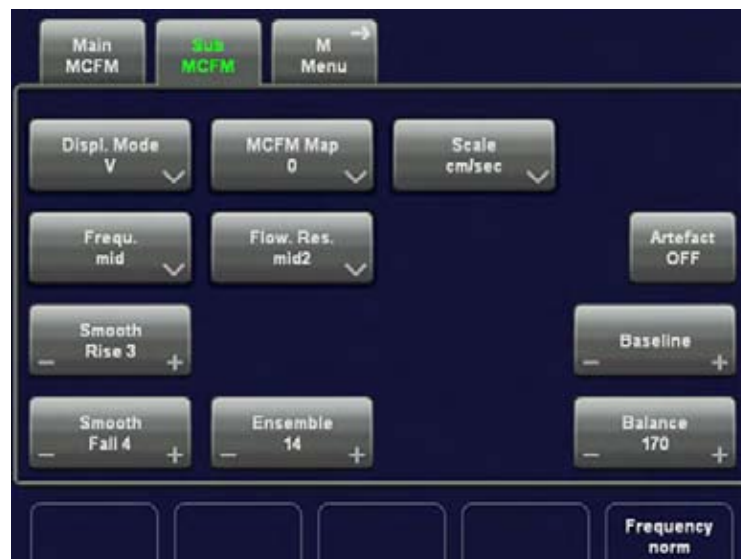 Main
MCFM
Sub
MCFM
M
Menu
Displ. Mode
V
MCFM Map
0
Scale
cm/sec
Frequ.
mid
Flow. Res.
mid2
Artefact
OFF
Smooth
Rise 3
- +
Baseline
- +
Smooth
Fall 4
- +
Ensemble
14
- +
Balance
170
- +
Frequency
norm